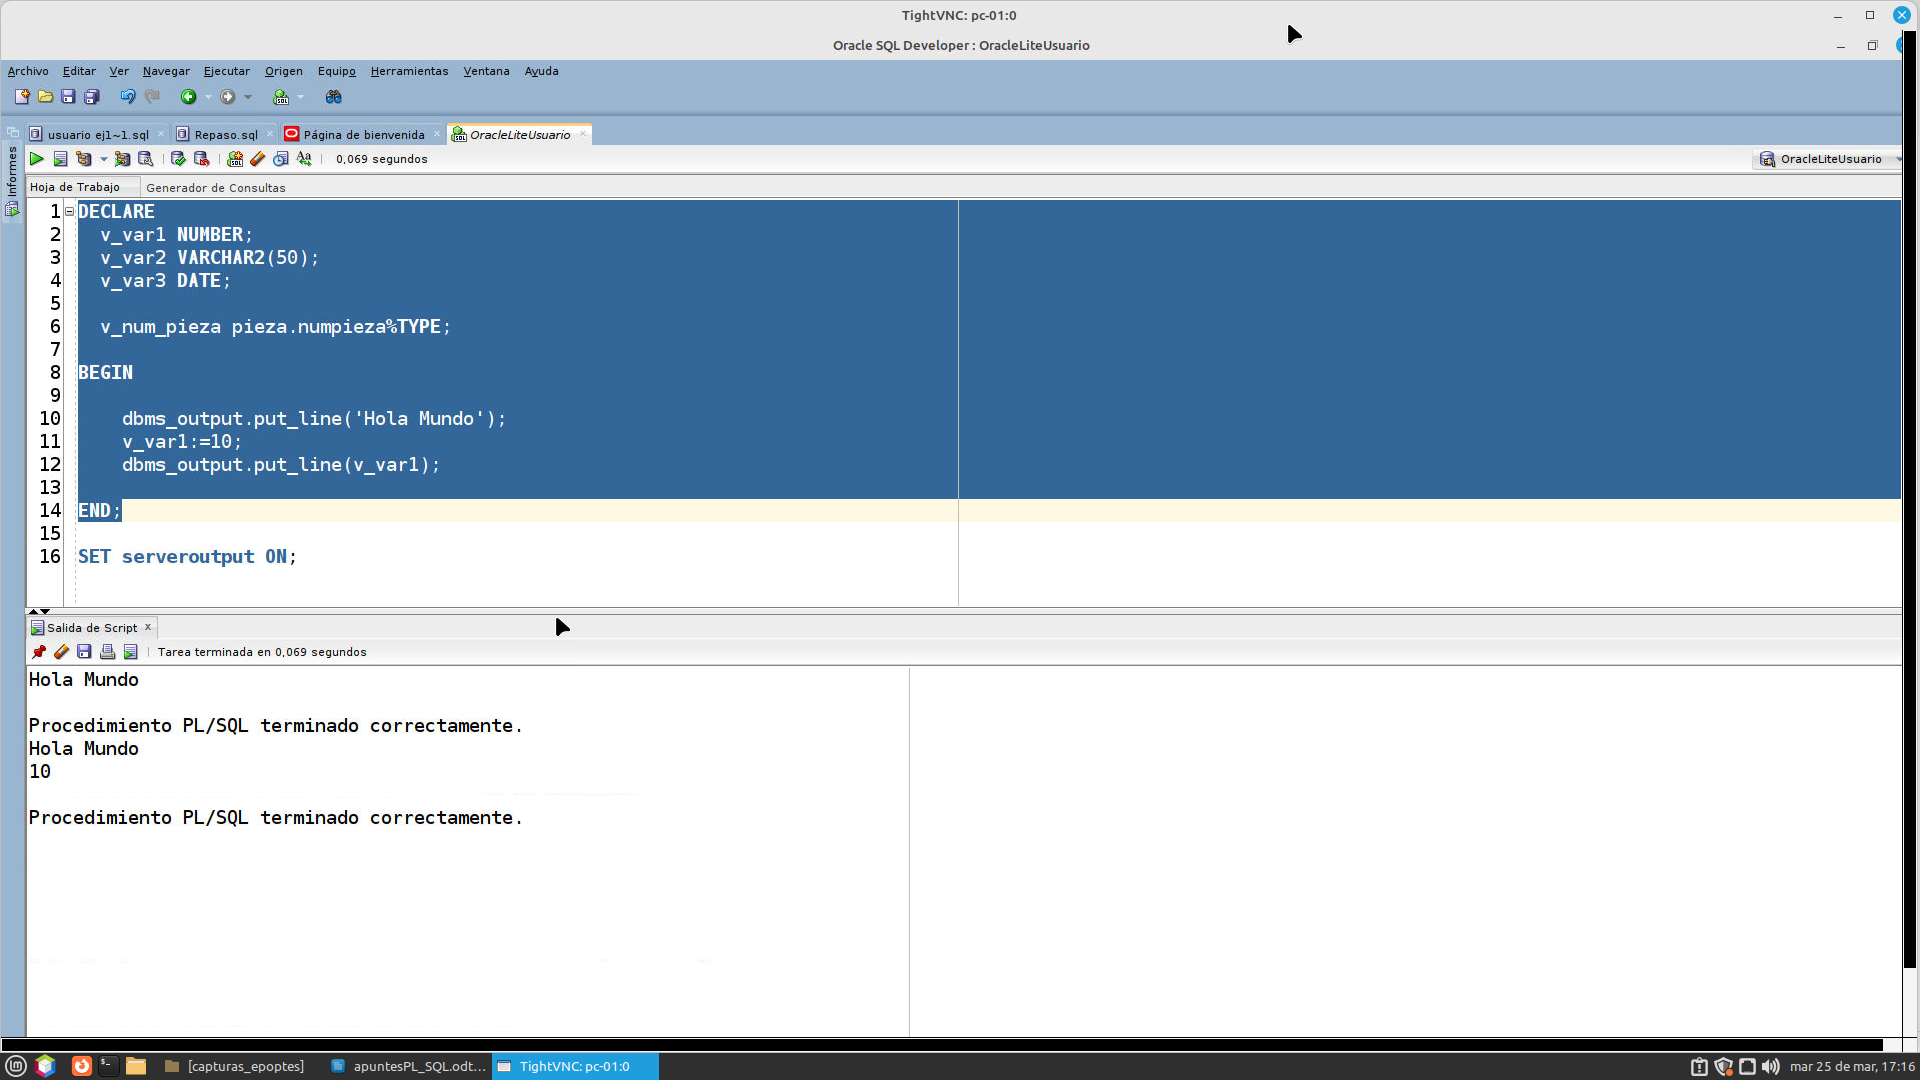 TightVNC: pc-01:0
Oracle SQL Developer : OracleLiteUsuario
Archivo Editar Ver Navegar Ejecutar Origen Equipo Herramientas Ventana Ayuda
usuario ej1~1.sql Repaso.sql Página de bienvenida OracleLiteUsuario
0,069 segundos OracleLiteUsuario
Informes
Hoja de Trabajo Generador de Consultas
1 DECLARE
2 v_var1 NUMBER;
3 v_var2 VARCHAR2(50);
4 v_var3 DATE;
5
6 v_num_pieza pieza.numpieza%TYPE;
7
8 BEGIN
9
10 dbms_output.put_line('Hola Mundo');
11 v_var1:=10;
12 dbms_output.put_line(v_var1);
13
14 END;
15
16 SET serveroutput ON;
Salida de Script
Tarea terminada en 0,069 segundos
Hola Mundo
Procedimiento PL/SQL terminado correctamente.
Hola Mundo
10
Procedimiento PL/SQL terminado correctamente.
[capturas_epoptes] apuntesPL_SQL.odt... TightVNC: pc-01:0 mar 25 de mar, 17:16